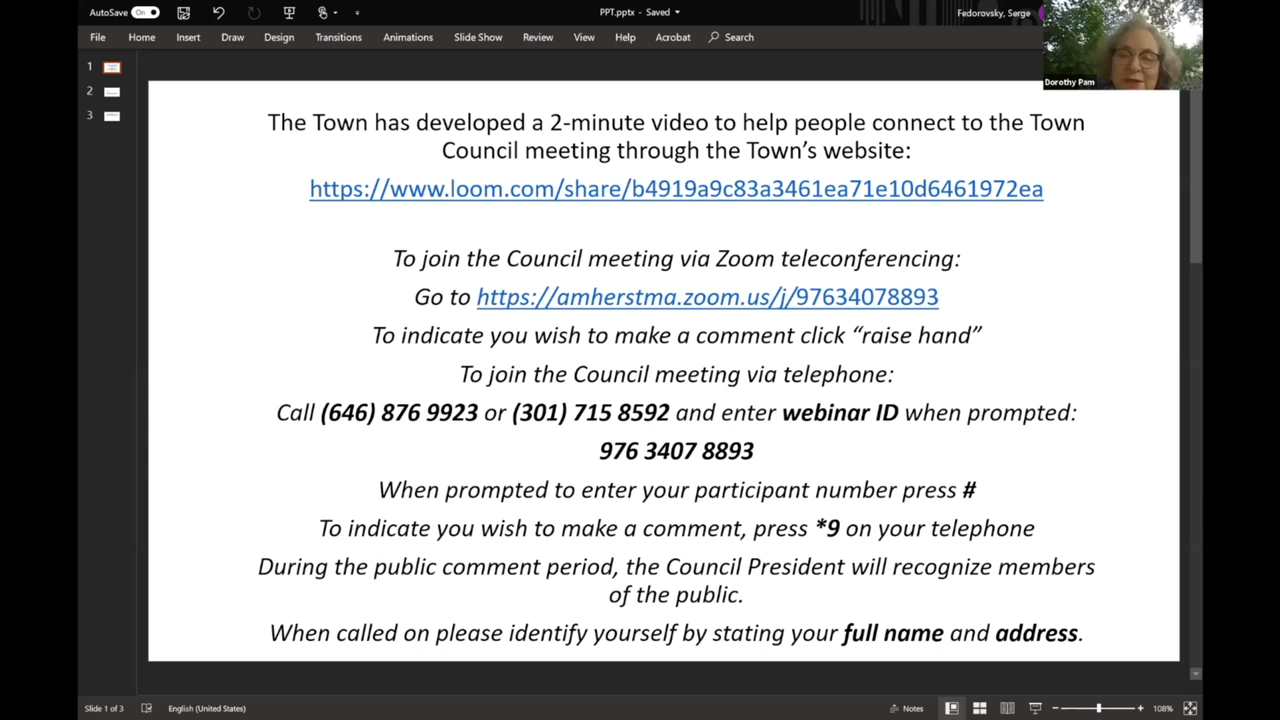 AutoSave On PPT.pptx - Saved Fedorovsky, Serge
File Home Insert Draw Design Transitions Animations Slide Show Review View Help Acrobat Search
Dorothy Pam
1
2
3
The Town has developed a 2-minute video to help people connect to the Town
Council meeting through the Town’s website:
https://www.loom.com/share/b4919a9c83a3461ea71e10d6461972ea
To join the Council meeting via Zoom teleconferencing:
Go to https://amherstma.zoom.us/j/97634078893
To indicate you wish to make a comment click “raise hand”
To join the Council meeting via telephone:
Call (646) 876 9923 or (301) 715 8592 and enter webinar ID when prompted:
976 3407 8893
When prompted to enter your participant number press #
To indicate you wish to make a comment, press *9 on your telephone
During the public comment period, the Council President will recognize members
of the public.
When called on please identify yourself by stating your full name and address.
Slide 1 of 3 English (United States) Notes 108%